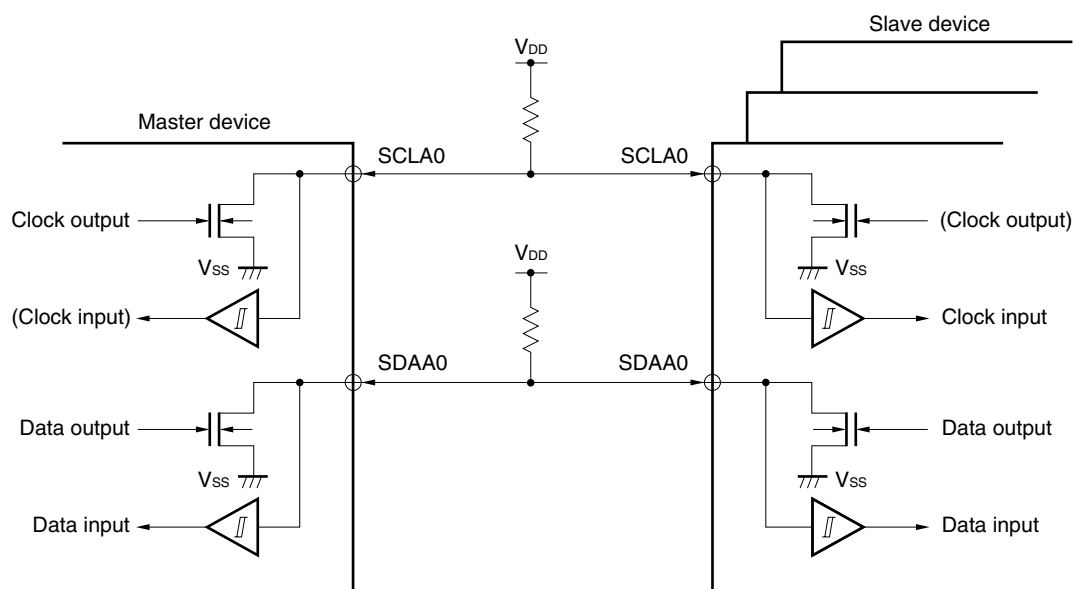 Slave device
VDD
Master device
SCLA0
SCLA0
Clock output
(Clock output)
VSS
VSS
VDD
(Clock input)
Clock input
SDAA0
SDAA0
Data output
Data output
VSS
VSS
Data input
Data input